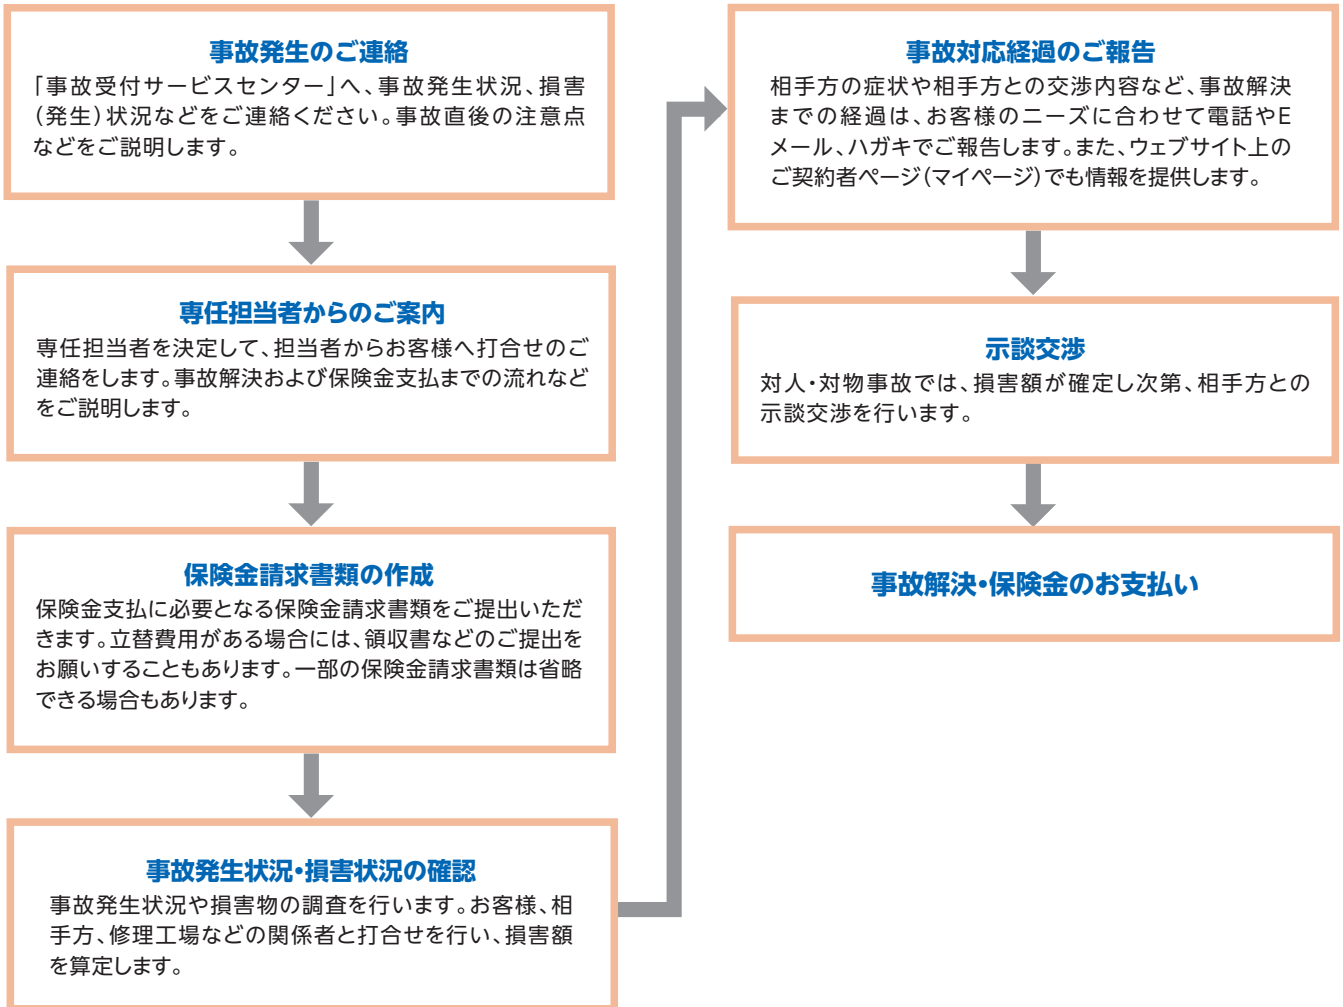 事故発生のご連絡
「事故受付サービスセンター」へ、事故発生状況、損害
(発生)状況などをご連絡ください。事故直後の注意点
などをご説明します。
専任担当者からのご案内
専任担当者を決定して、担当者からお客様へ打合せのご
連絡をします。事故解決および保険金支払までの流れなど
をご説明します。
保険金請求書類の作成
保険金支払に必要となる保険金請求書類をご提出いただ
きます。立替費用がある場合には、領収書などのご提出を
お願いすることもあります。一部の保険金請求書類は省略
できる場合もあります。
事故発生状況・損害状況の確認
事故発生状況や損害物の調査を行います。お客様、相
手方、修理工場などの関係者と打合せを行い、損害額
を算定します。
事故対応経過のご報告
相手方の症状や相手方との交渉内容など、事故解決
までの経過は、お客様のニーズに合わせて電話やE
メール、ハガキでご報告します。また、ウェブサイト上の
ご契約者ページ(マイページ)でも情報を提供します。
示談交渉
対人・対物事故では、損害額が確定し次第、相手方との
示談交渉を行います。
事故解決・保険金のお支払い